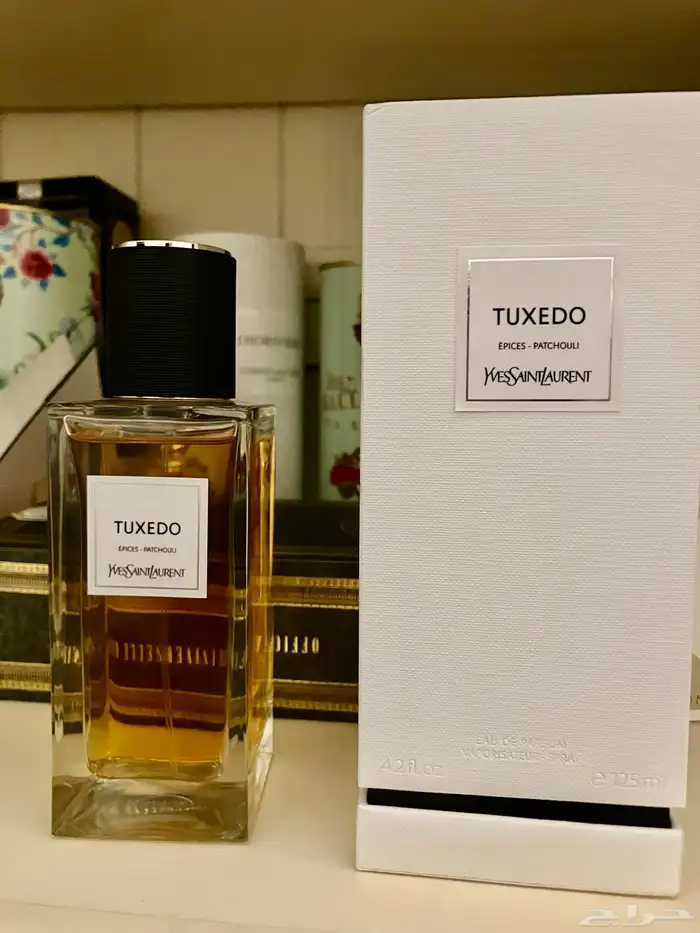 TUXEDO
ÉPICES - PATCHOULI
YVESSAINTLAURENT
TUXEDO
ÉPICES - PATCHOULI
YVESSAINTLAURENT
EAU DE PARFUM
VAPORISATEUR - SPRAY
4.2 fl. oz
e 125 ml
حراج